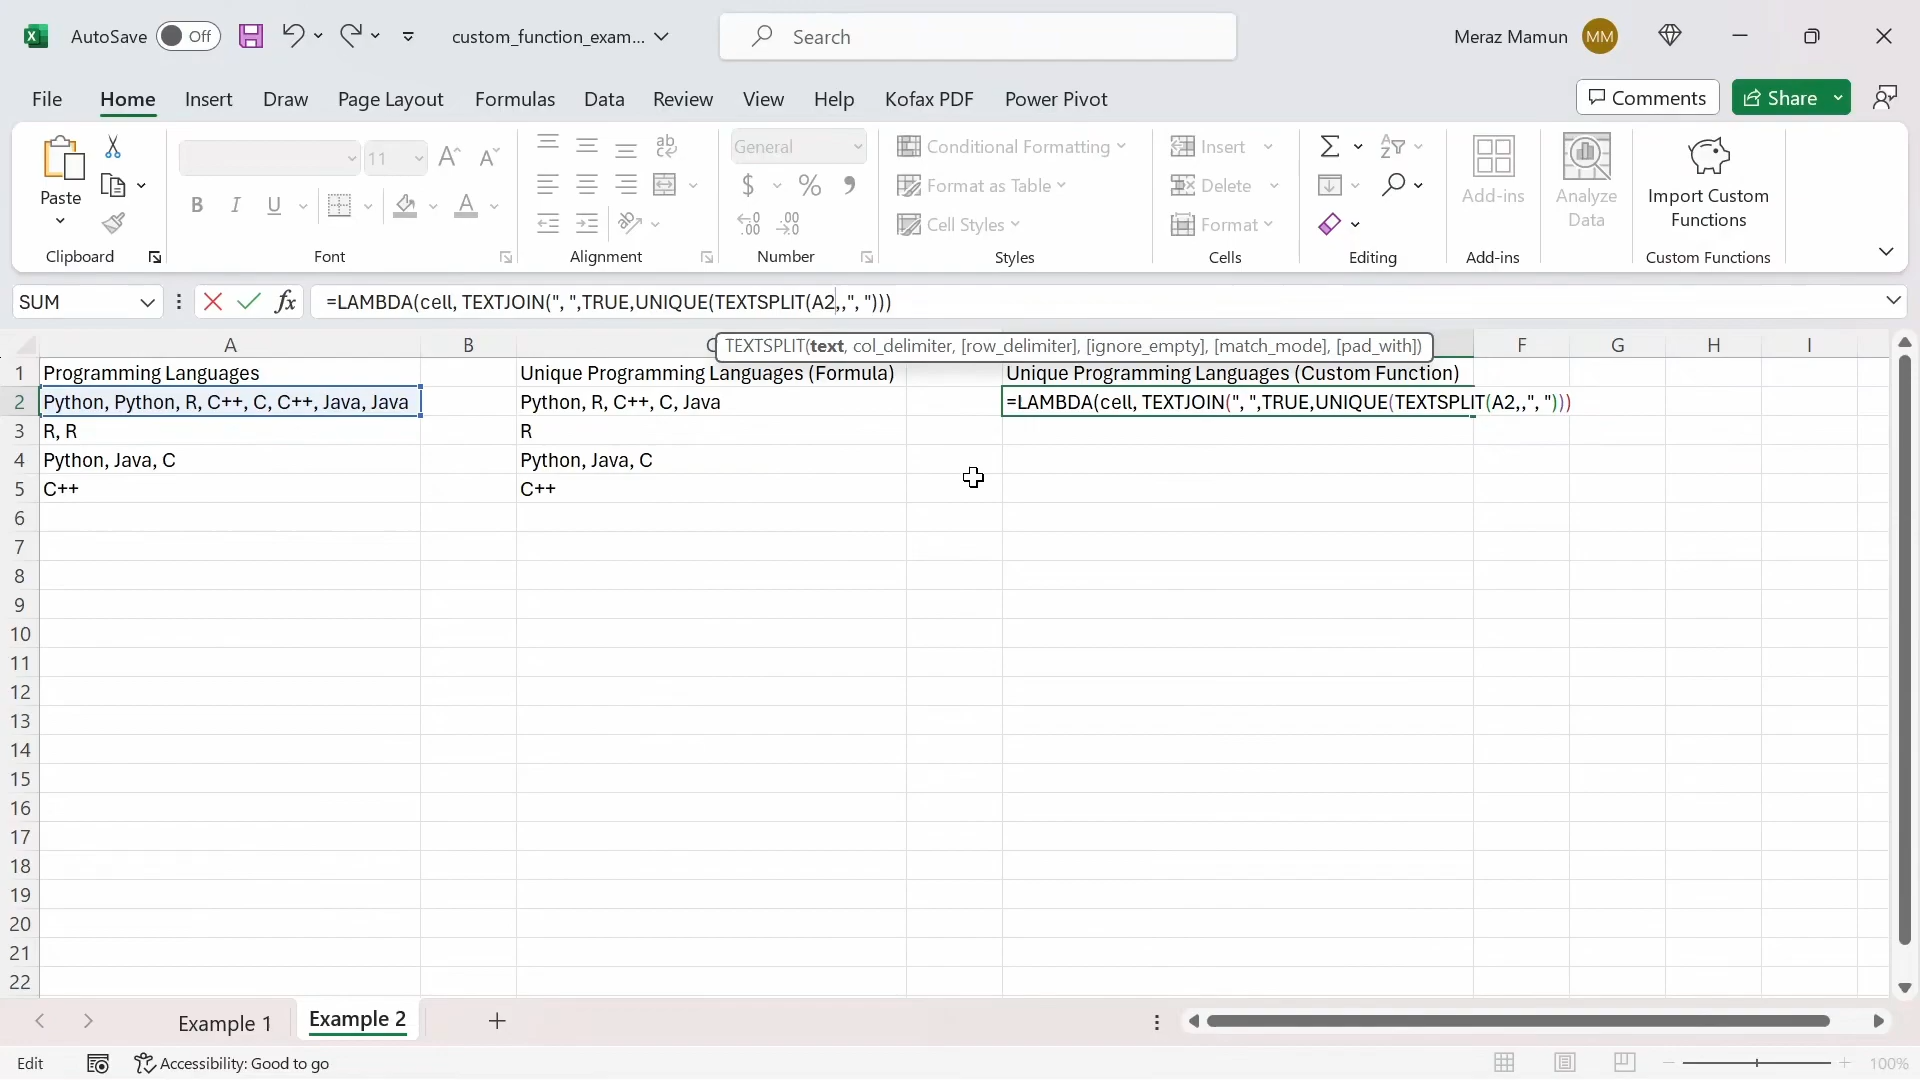 AutoSave Off custom_function_exam... Search Meraz Mamun MM
File Home Insert Draw Page Layout Formulas Data Review View Help Kofax PDF Power Pivot Comments Share
Paste 11 General Conditional Formatting Insert Import Custom
B I U ab $ % Format as Table Delete Add-ins Analyze Functions
Cell Styles Format Data
Clipboard Font Alignment Number Styles Cells Editing Add-ins Custom Functions
SUM fx =LAMBDA(cell, TEXTJOIN(", ",TRUE,UNIQUE(TEXTSPLIT(A2,,", ")))
TEXTSPLIT(text, col_delimiter, [row_delimiter], [ignore_empty], [match_mode], [pad_with])
A B C F G H I
1 Programming Languages Unique Programming Languages (Formula) Unique Programming Languages (Custom Function)
2 Python, Python, R, C++, C, C++, Java, Java Python, R, C++, C, Java =LAMBDA(cell, TEXTJOIN(", ",TRUE,UNIQUE(TEXTSPLIT(A2,,", ")))
3 R, R R
4 Python, Java, C Python, Java, C
5 C++ C++
6
7
8
9
10
11
12
13
14
15
16
17
18
19
20
21
22
Example 1 Example 2
Edit Accessibility: Good to go 100%